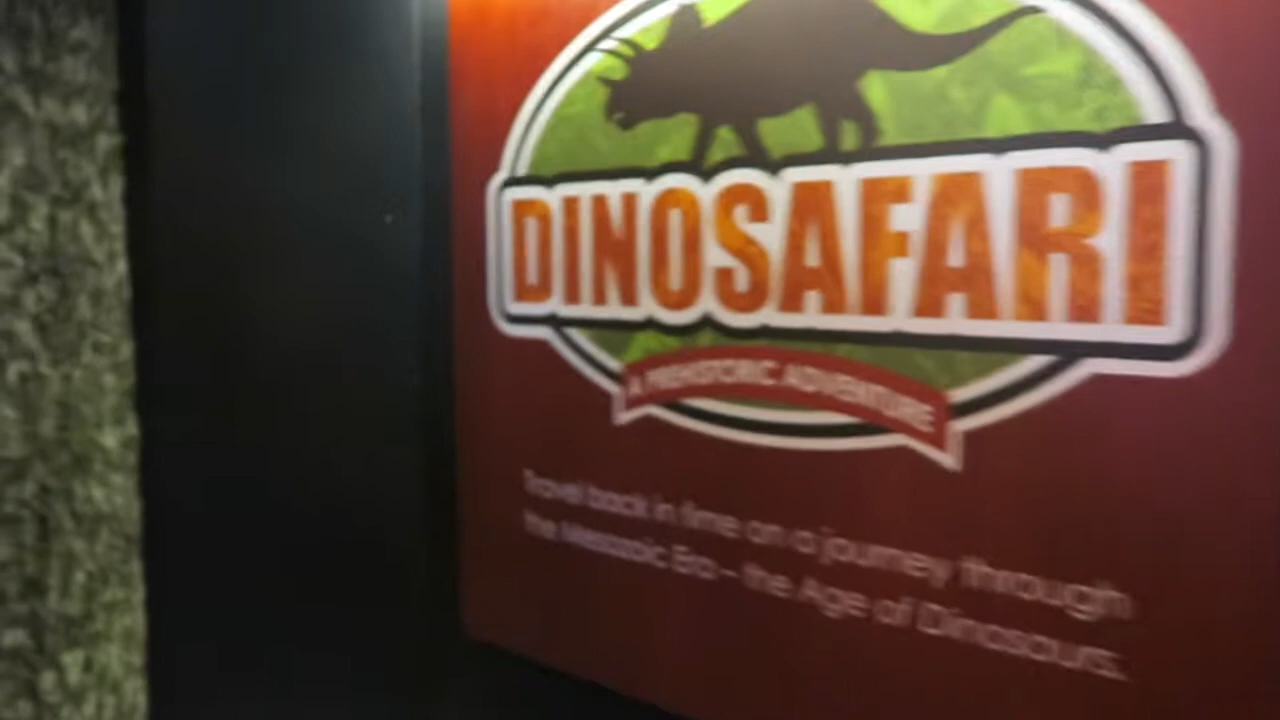 DINOSAFARI
A PREHISTORIC ADVENTURE
Travel back in time on a journey through
the Mesozoic Era – the Age of Dinosaurs.